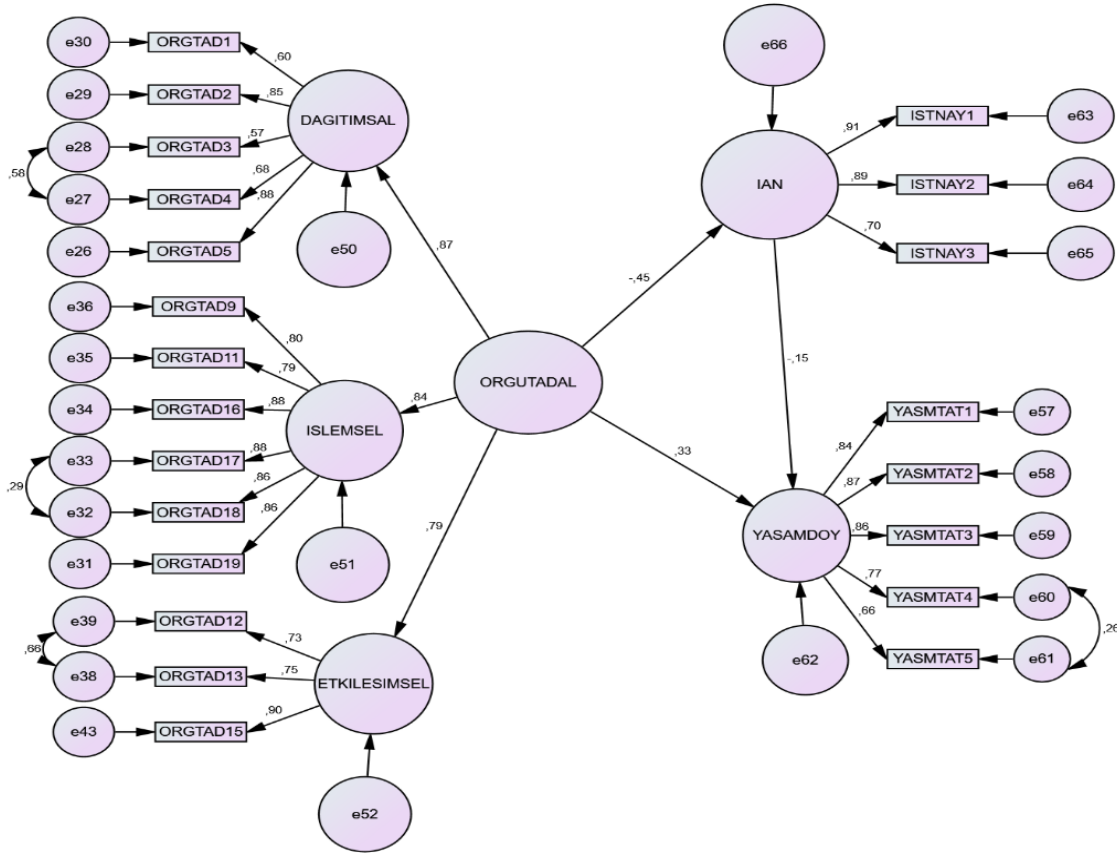 e30
ORGTAD1
,60
e29
ORGTAD2
,85
e28
ORGTAD3
,57
,58
e27
ORGTAD4
,68
,88
e26
ORGTAD5
DAGITIMSAL
e50
,87
e36
ORGTAD9
,80
e35
ORGTAD11
,79
e34
ORGTAD16
,88
e33
ORGTAD17
,88
,29
e32
ORGTAD18
,86
,86
e31
ORGTAD19
ISLEMSEL
,84
e51
e39
ORGTAD12
,73
,66
e38
ORGTAD13
,75
e43
ORGTAD15
,90
ETKILESIMSEL
,79
e52
ORGUTADAL
-,45
,33
e66
IAN
,91
ISTNAY1
e63
,89
ISTNAY2
e64
,70
ISTNAY3
e65
-,15
YASAMDOY
,84
YASMTAT1
e57
,87
YASMTAT2
e58
,86
YASMTAT3
e59
,77
YASMTAT4
e60
,66
YASMTAT5
e61
,26
e62